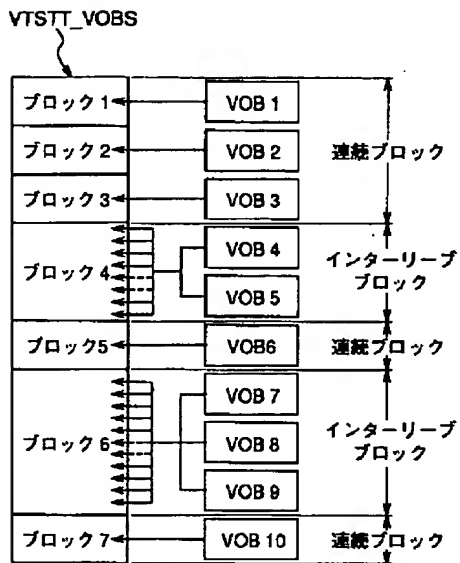 VTSTT_VOBS
ブロック1
VOB 1
ブロック2
VOB 2
連続ブロック
ブロック3
VOB 3
ブロック4
VOB 4
VOB 5
インターリーブ
ブロック
ブロック5
VOB6
連続ブロック
ブロック6
VOB 7
VOB 8
VOB 9
インターリーブ
ブロック
ブロック7
VOB 10
連続ブロック